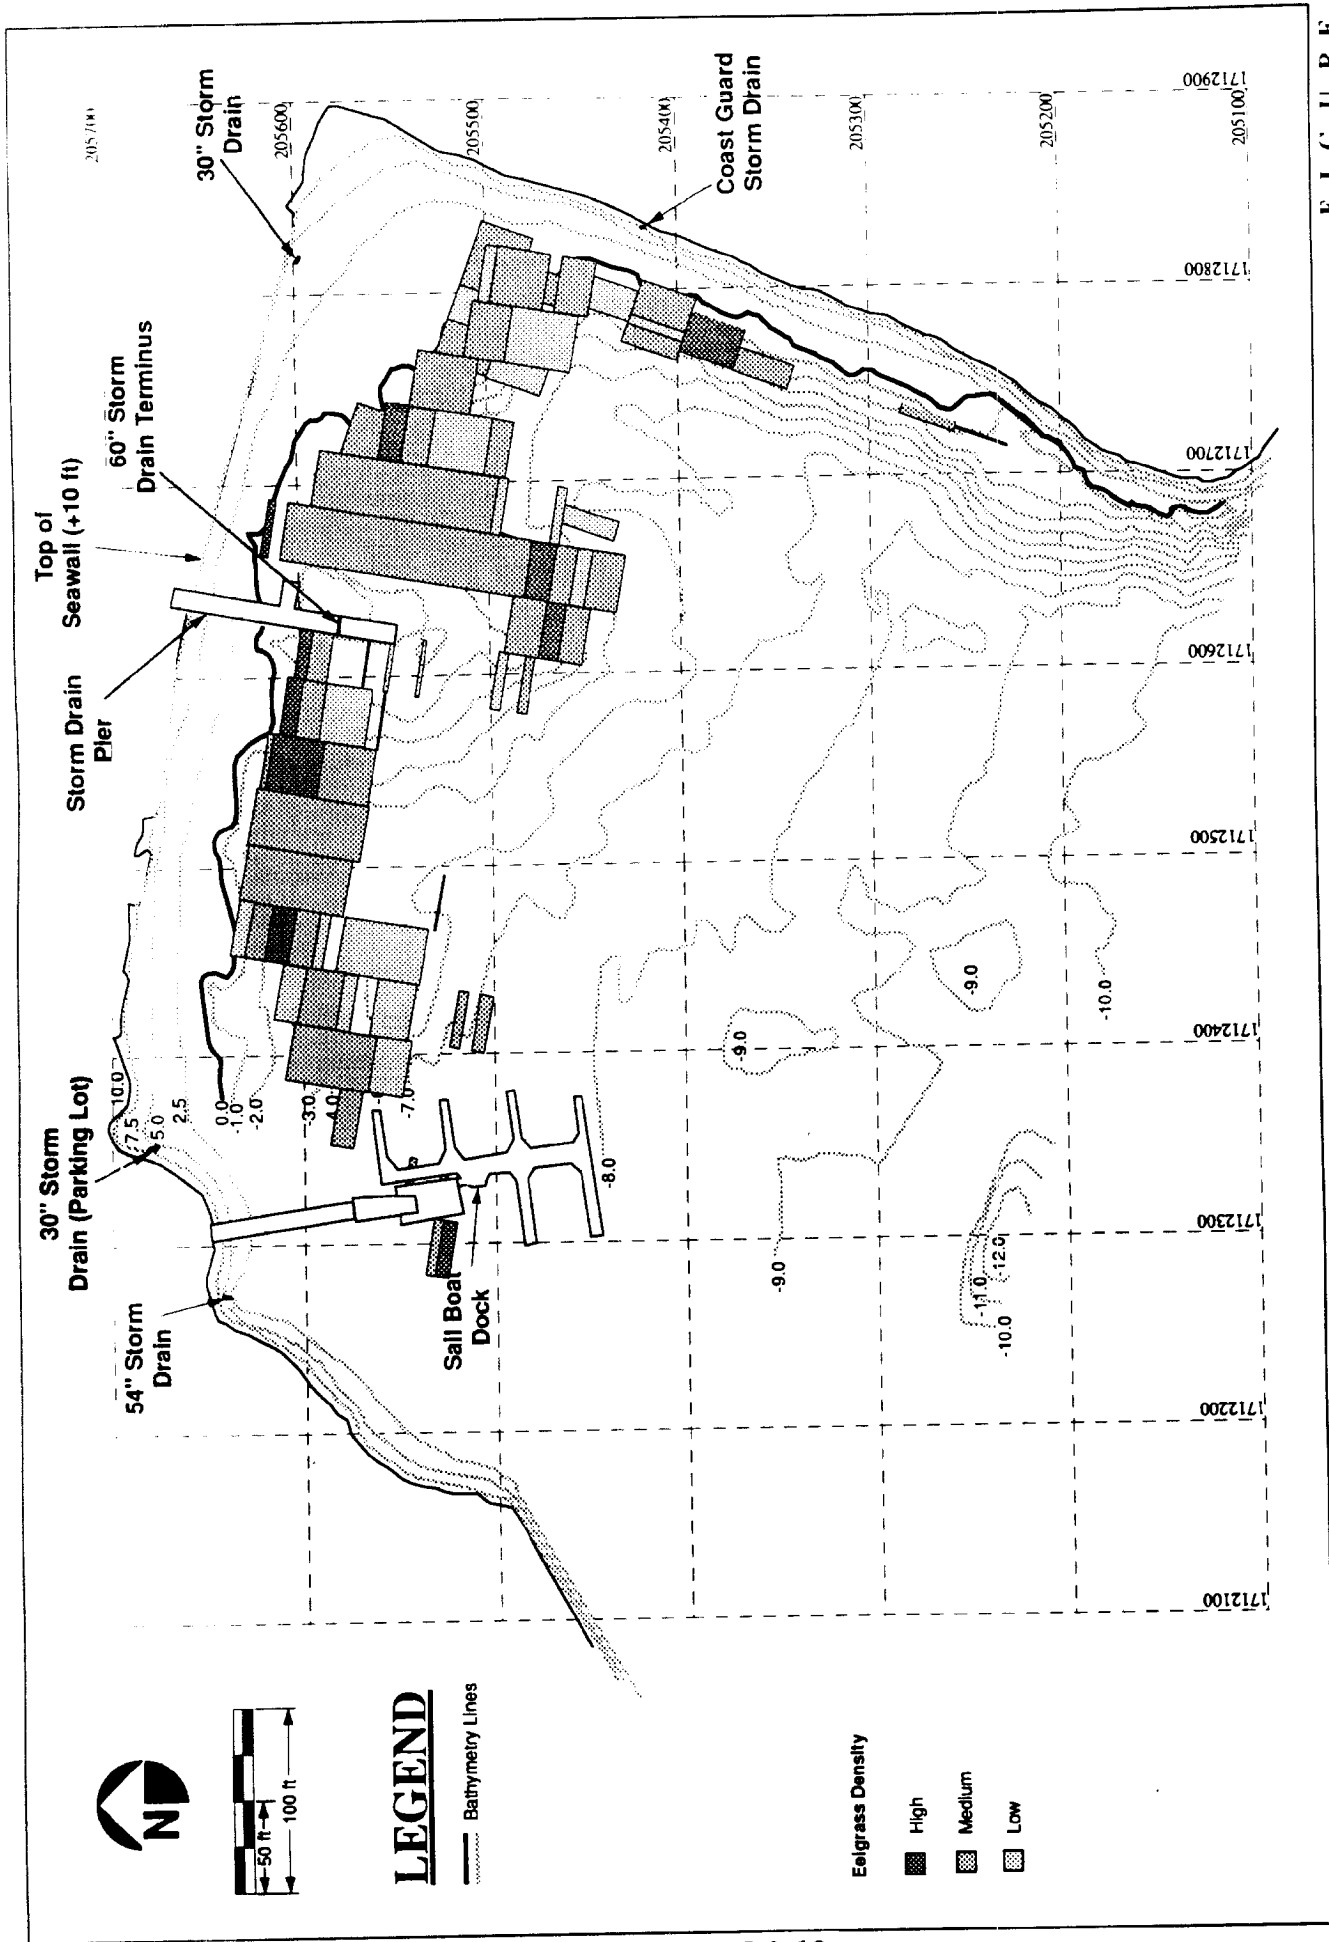 FIGURE
205700
205600
205500
205400
205300
205200
205100
1712900
1712800
1712700
1712600
1712500
1712400
1712300
1712200
1712100
30" Storm
Drain
Coast Guard
Storm Drain
60" Storm
Drain Terminus
Top of
Seawall (+10 ft)
Storm Drain
Pier
30" Storm
Drain (Parking Lot)
54" Storm
Drain
Sail Boat
Dock
10.0
7.5
5.0
2.5
0.0
-1.0
-2.0
-3.0
-4.0
-7.0
-8.0
-9.0
-9.0
-9.0
-10.0
-12.0
-11.0
-10.0
N
50 ft
100 ft
LEGEND
Bathymetry Lines
Eelgrass Density
High
Medium
Low